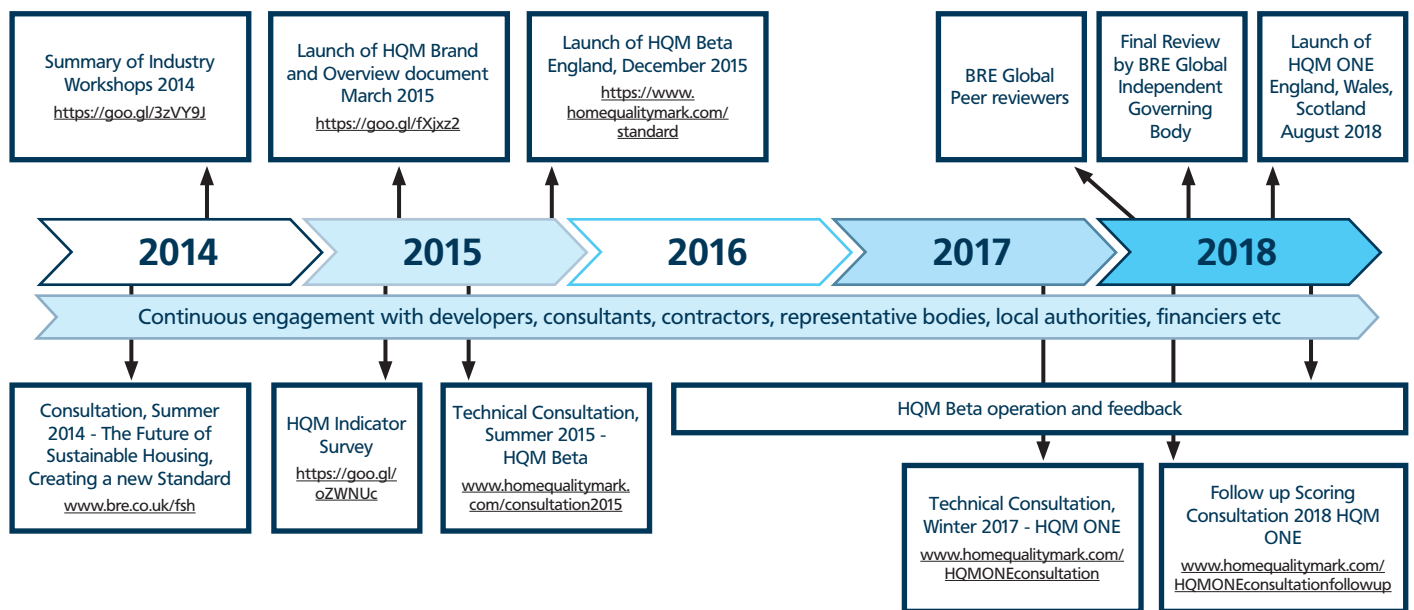 Summary of Industry
Workshops 2014
https://goo.gl/3zVY9J
Launch of HQM Brand
and Overview document
March 2015
https://goo.gl/fXjxz2
Launch of HQM Beta
England, December 2015
https://www.
homequalitymark.com/
standard
BRE Global
Peer reviewers
Final Review
by BRE Global
Independent
Governing
Body
Launch of
HQM ONE
England, Wales,
Scotland
August 2018
2014
2015
2016
2017
2018
Continuous engagement with developers, consultants, contractors, representative bodies, local authorities, financiers etc
Consultation, Summer
2014 - The Future of
Sustainable Housing,
Creating a new Standard
www.bre.co.uk/fsh
HQM Indicator
Survey
https://goo.gl/
oZWNUc
Technical Consultation,
Summer 2015 -
HQM Beta
www.homequalitymark.
com/consultation2015
HQM Beta operation and feedback
Technical Consultation,
Winter 2017 - HQM ONE
www.homequalitymark.com/
HQMONEconsultation
Follow up Scoring
Consultation 2018 HQM
ONE
www.homequalitymark.com/
HQMONEconsultationfollowup